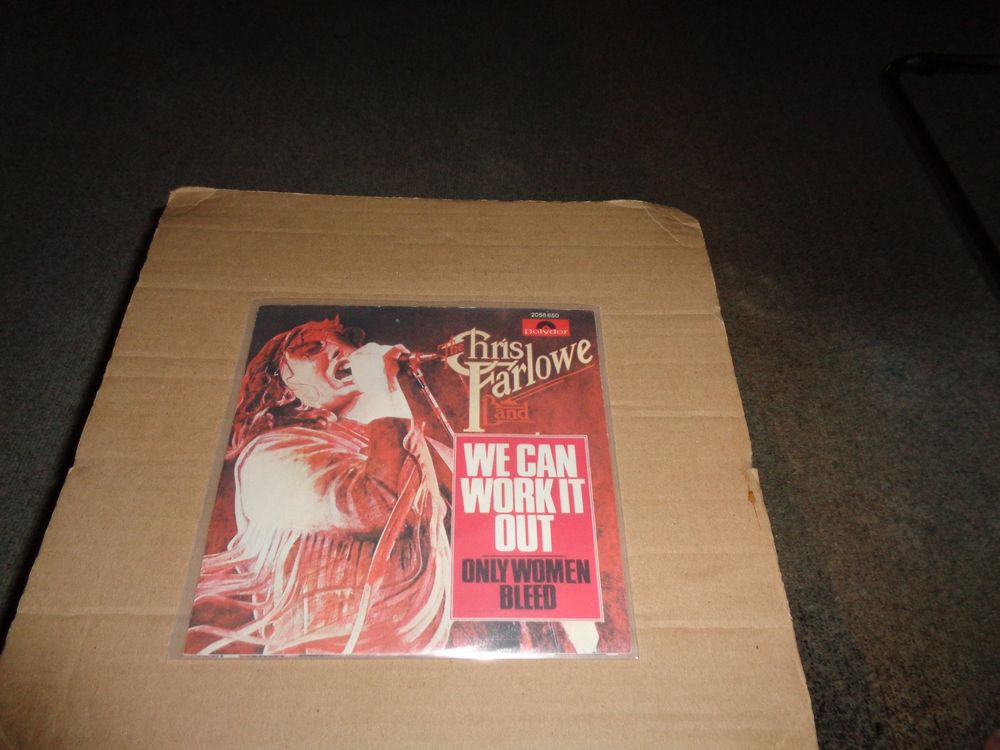 2058 650
polydor
The Chris
Farlowe
Band
WE CAN
WORK IT
OUT
ONLY WOMEN
BLEED